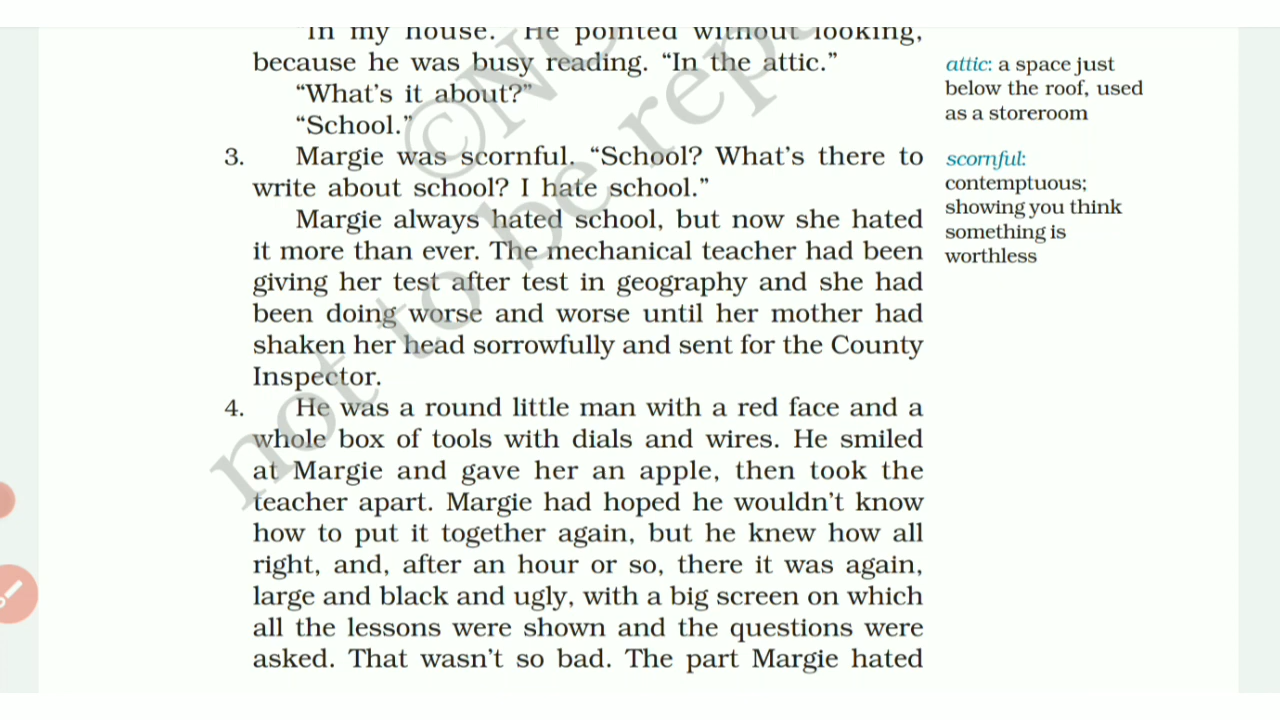 "In my house." He pointed without looking,
because he was busy reading. “In the attic.”
“What’s it about?”
“School.”
3. Margie was scornful. “School? What’s there to
write about school? I hate school.”
Margie always hated school, but now she hated
it more than ever. The mechanical teacher had been
giving her test after test in geography and she had
been doing worse and worse until her mother had
shaken her head sorrowfully and sent for the County
Inspector.
4. He was a round little man with a red face and a
whole box of tools with dials and wires. He smiled
at Margie and gave her an apple, then took the
teacher apart. Margie had hoped he wouldn’t know
how to put it together again, but he knew how all
right, and, after an hour or so, there it was again,
large and black and ugly, with a big screen on which
all the lessons were shown and the questions were
asked. That wasn’t so bad. The part Margie hated
attic: a space just
below the roof, used
as a storeroom
scornful:
contemptuous;
showing you think
something is
worthless
not to be